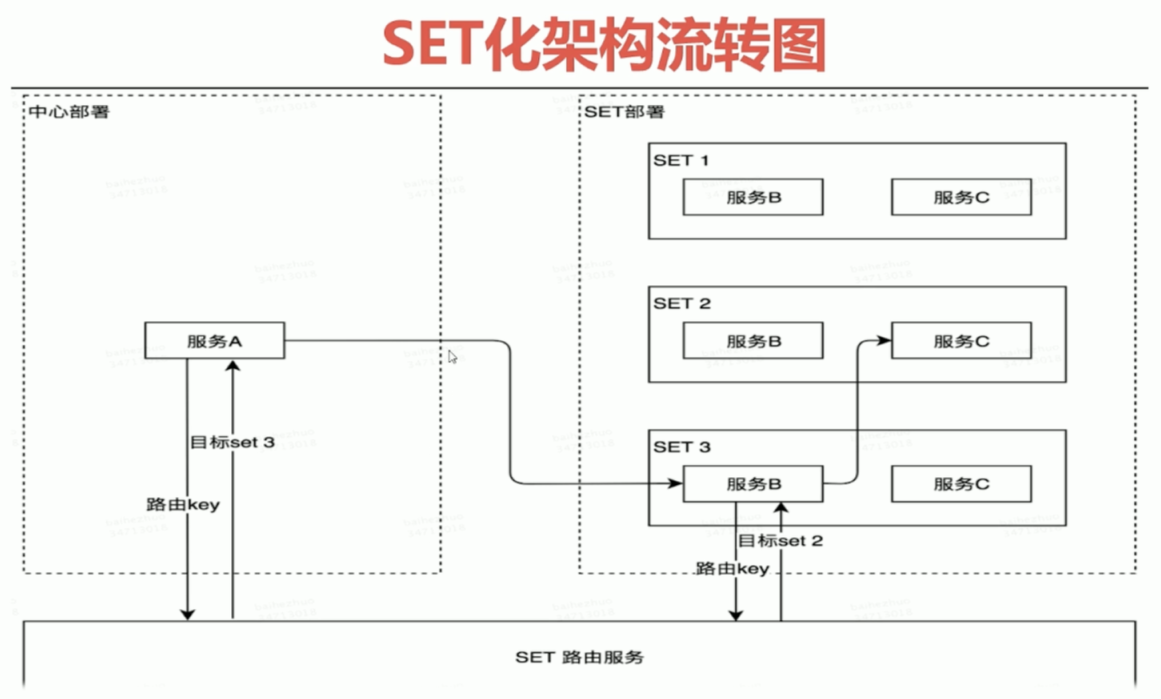 SET化架构流转图
中心部署
SET部署
SET 1
服务B
服务C
SET 2
服务A
服务B
服务C
目标set 3
SET 3
路由key
服务B
服务C
目标set 2
路由key
SET 路由服务